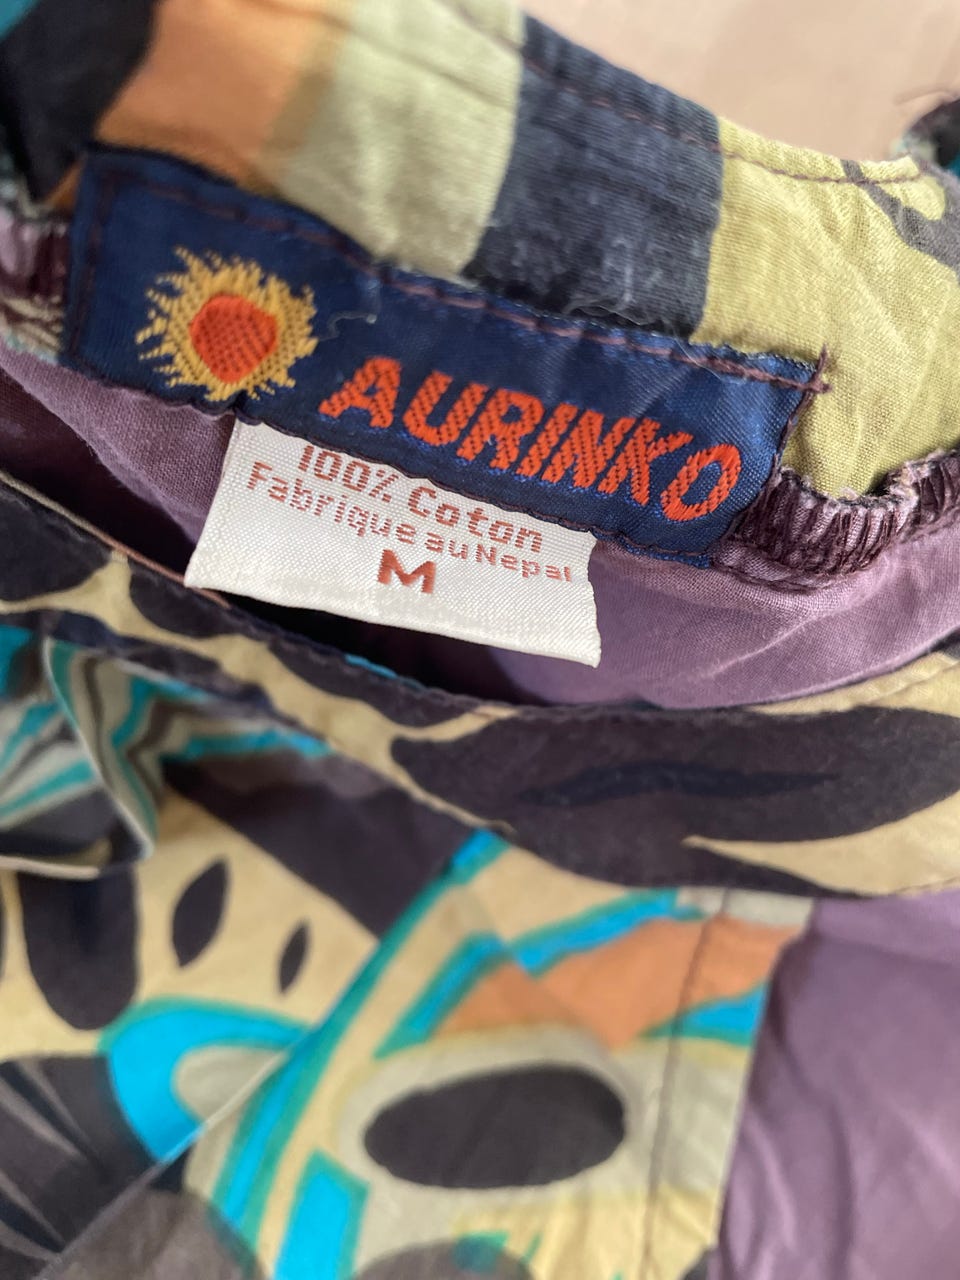 AURINKO
100% Coton
Fabrique au Nepal
M